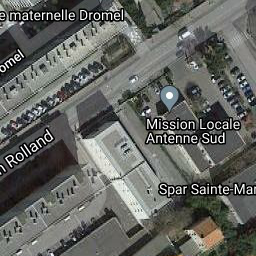 e maternelle Dromel
omel
n Rolland
Mission Locale
Antenne Sud
Spar Sainte-Mar